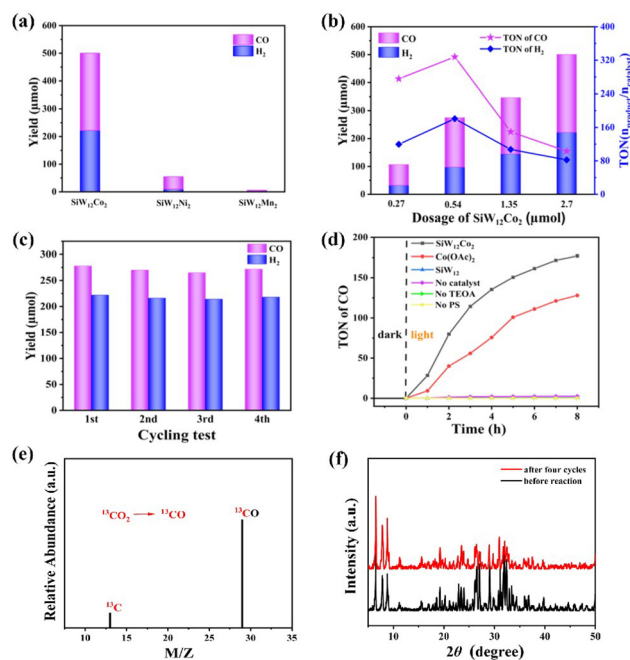 (a)
600
500
400
300
200
100
0
Yield (μmol)
CO
H₂
SiW₁₂Co₂
SiW₁₂Ni₂
SiW₁₂Mn₂
(b)
600
500
400
300
200
100
0
Yield (μmol)
CO
H₂
TON of CO
TON of H₂
400
320
240
160
80
0
TON(nproduct/ncatalyst)
0.27
0.54
1.35
2.7
Dosage of SiW₁₂Co₂ (μmol)
(c)
300
250
200
150
100
50
0
Yield (μmol)
CO
H₂
1st
2nd
3rd
4th
Cycling test
(d)
200
150
100
50
0
TON of CO
SiW₁₂Co₂
Co(OAc)₂
SiW₁₂
No catalyst
No TEOA
No PS
dark
light
0
2
4
6
8
Time (h)
(e)
Relative Abundance (a.u.)
¹³CO₂ → ¹³CO
¹³CO
¹³C
10
15
20
25
30
35
M/Z
(f)
Intensity (a.u.)
after four cycles
before reaction
5
10
20
30
40
50
2θ (degree)